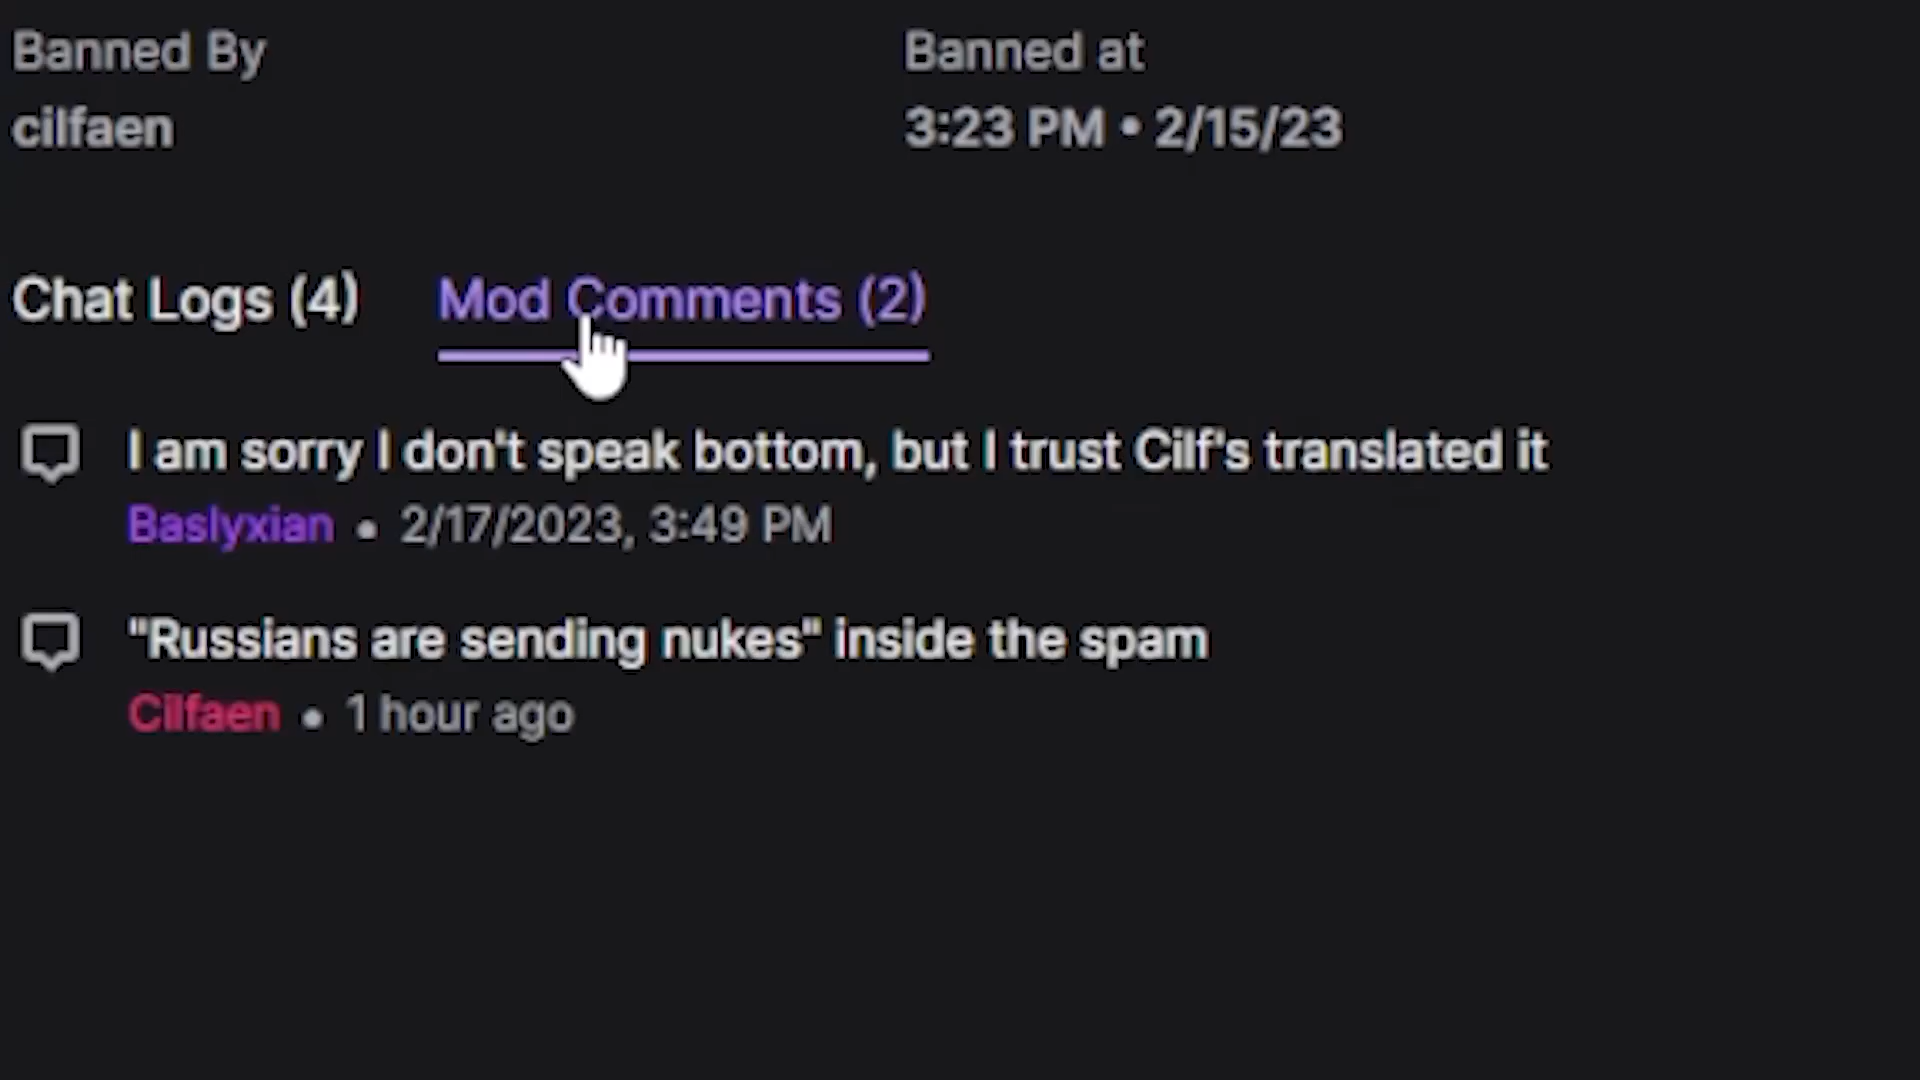 Banned By
Banned at
cilfaen
3:23 PM • 2/15/23
Chat Logs (4)
Mod Comments (2)
I am sorry I don't speak bottom, but I trust Cilf's translated it
Baslyxian • 2/17/2023, 3:49 PM
"Russians are sending nukes" inside the spam
Cilfaen • 1 hour ago